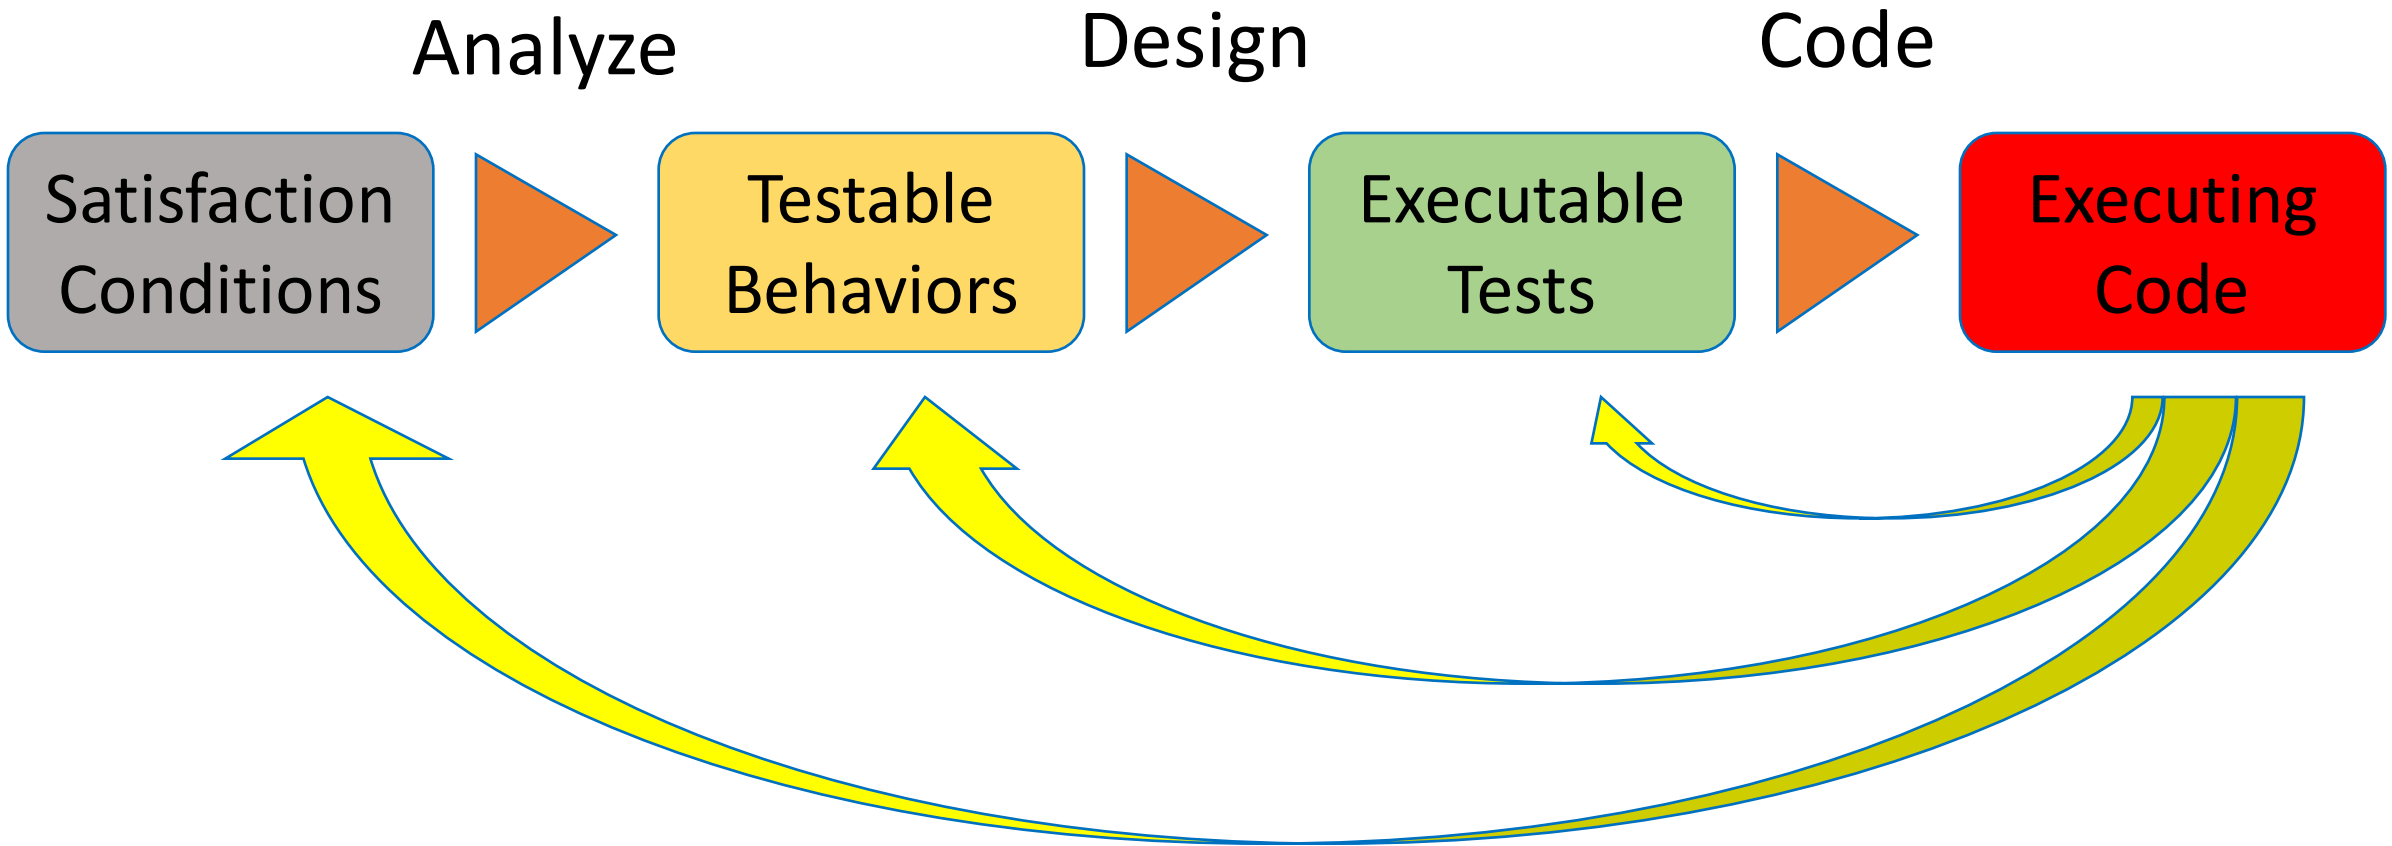 Analyze
Design
Code
Satisfaction
Conditions
Testable
Behaviors
Executable
Tests
Executing
Code